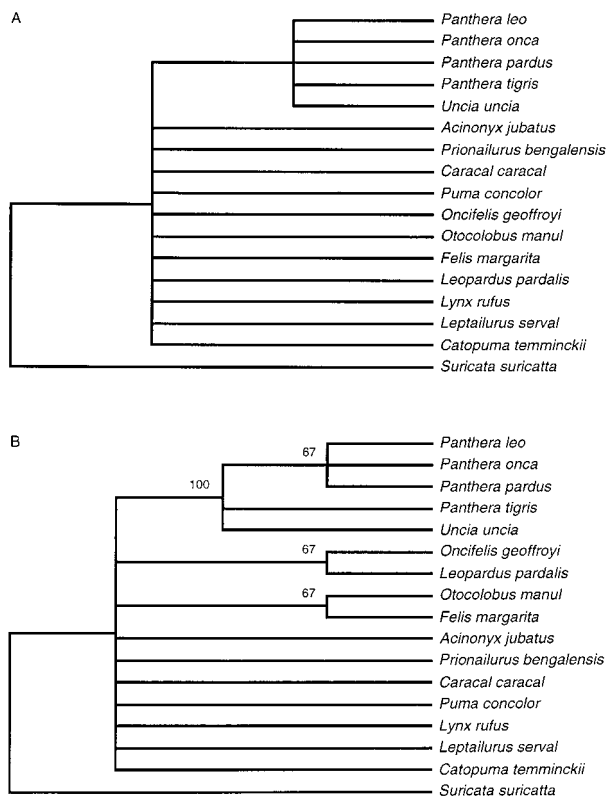 A
Panthera leo
Panthera onca
Panthera pardus
Panthera tigris
Uncia uncia
Acinonyx jubatus
Prionailurus bengalensis
Caracal caracal
Puma concolor
Oncifelis geoffroyi
Otocolobus manul
Felis margarita
Leopardus pardalis
Lynx rufus
Leptailurus serval
Catopuma temminckii
Suricata suricatta
B
67
Panthera leo
Panthera onca
100
Panthera pardus
Panthera tigris
Uncia uncia
67
Oncifelis geoffroyi
Leopardus pardalis
67
Otocolobus manul
Felis margarita
Acinonyx jubatus
Prionailurus bengalensis
Caracal caracal
Puma concolor
Lynx rufus
Leptailurus serval
Catopuma temminckii
Suricata suricatta